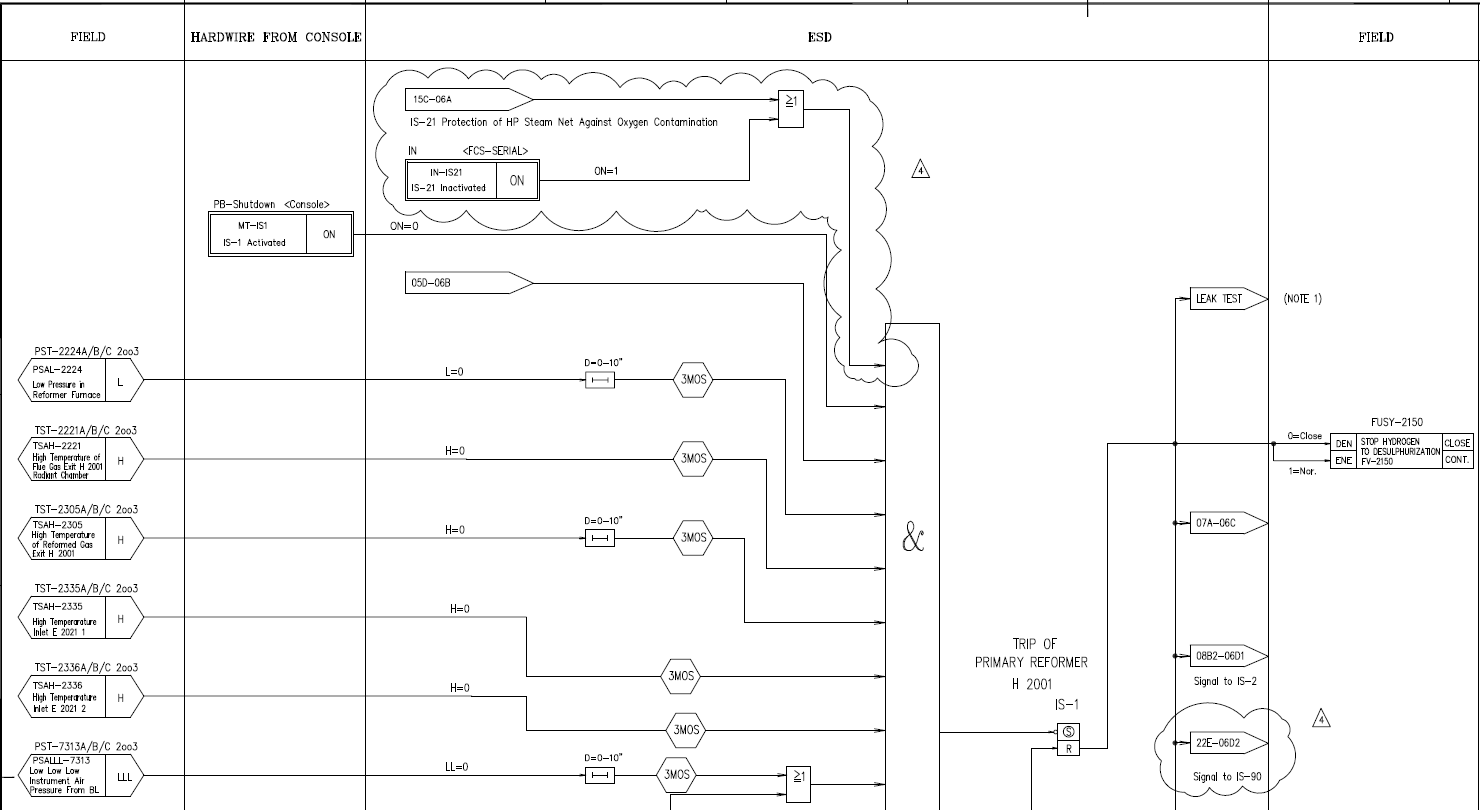 FIELD
HARDWIRE FROM CONSOLE
ESD
FIELD
15C-06A
IS-21 Protection of HP Steam Net Against Oxygen Contamination
≥1
IN <FCS-SERIAL>
IN-IS21
IS-21 Inactivated
ON
ON=1
4
PB-Shutdown <Console>
MT-IS1
IS-1 Activated
ON
ON=0
05D-06B
LEAK TEST
(NOTE 1)
PST-2224A/B/C 2oo3
PSAL-2224
Low Pressure in
Reformer Furnace
L
L=0
D=0-10"
3MOS
TST-2221A/B/C 2oo3
TSAH-2221
High Temperature of
Flue Gas Exit H 2001
Radiant Chamber
H
H=0
3MOS
FUSY-2150
0=Close
DEN
ENE
STOP HYDROGEN
TO DESULPHURIZATION
FV-2150
CLOSE
CONT.
1=Nor.
TST-2305A/B/C 2oo3
TSAH-2305
High Temperature
of Reformed Gas
Exit H 2001
H
H=0
D=0-10"
3MOS
&
07A-06C
TST-2335A/B/C 2oo3
TSAH-2335
High Temperarature
Inlet E 2021 1
H
H=0
3MOS
TRIP OF
PRIMARY REFORMER
H 2001
IS-1
S
R
08B2-06D1
Signal to IS-2
TST-2336A/B/C 2oo3
TSAH-2336
High Temperarature
Inlet E 2021 2
H
H=0
3MOS
4
22E-06D2
Signal to IS-90
PST-7313A/B/C 2oo3
PSALLL-7313
Low Low Low
Instrument Air
Pressure From BL
LLL
LL=0
D=0-10"
3MOS
≥1